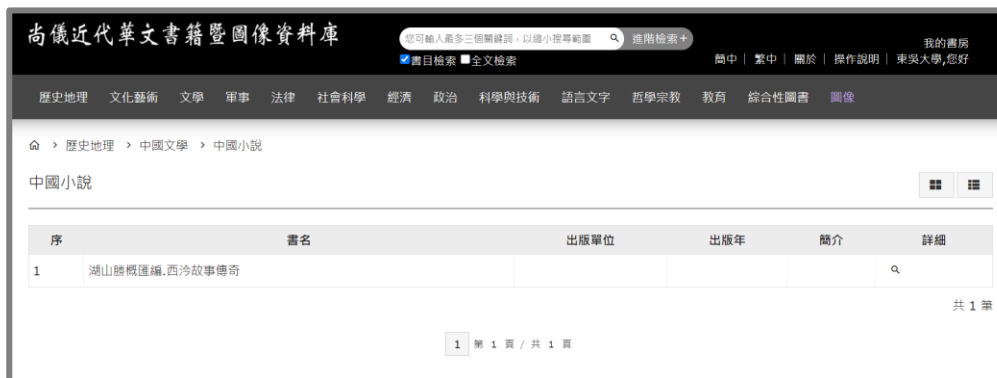 尚儀近代華文書籍暨圖像資料庫
您可輸入最多三個關鍵詞，以縮小搜尋範圍 進階檢索+
書目檢索 全文檢索
我的書房
簡中 | 繁中 | 關於 | 操作說明 | 東吳大學,您好
歷史地理 文化藝術 文學 軍事 法律 社會科學 經濟 政治 科學與技術 語言文字 哲學宗教 教育 綜合性圖書 圖像
> 歷史地理 > 中國文學 > 中國小說
中國小說
序 書名 出版單位 出版年 簡介 詳細
1 湖山勝概匯編.西泠故事傳奇
共 1 筆
1 第 1 頁 / 共 1 頁